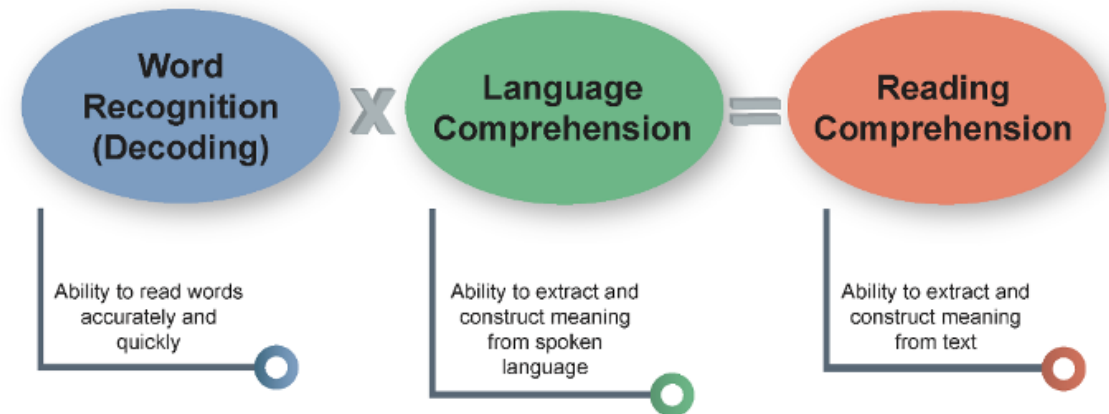 Word
Recognition
(Decoding)
X
Language
Comprehension
=
Reading
Comprehension
Ability to read words
accurately and
quickly
Ability to extract and
construct meaning
from spoken
language
Ability to extract and
construct meaning
from text